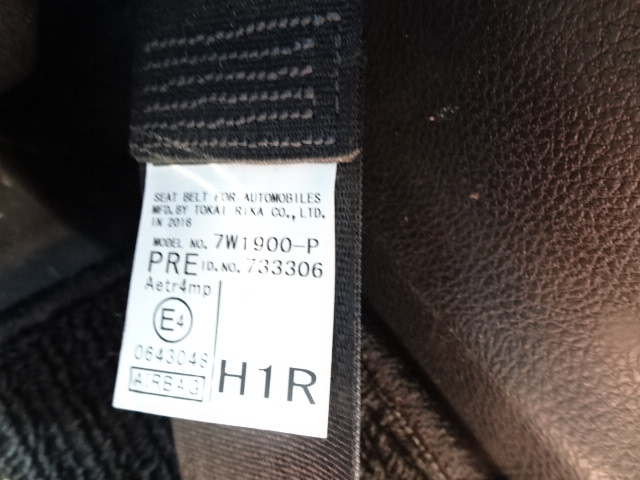 SEAT BELT FOR AUTOMOBILES
MFD.BY TOKAI RIKA CO.,LTD.
IN 2016
MODEL NO. 7W1900-P
PRE ID.NO.733306
Aetr4mp
E4
0643048
AIRBAG
H1R